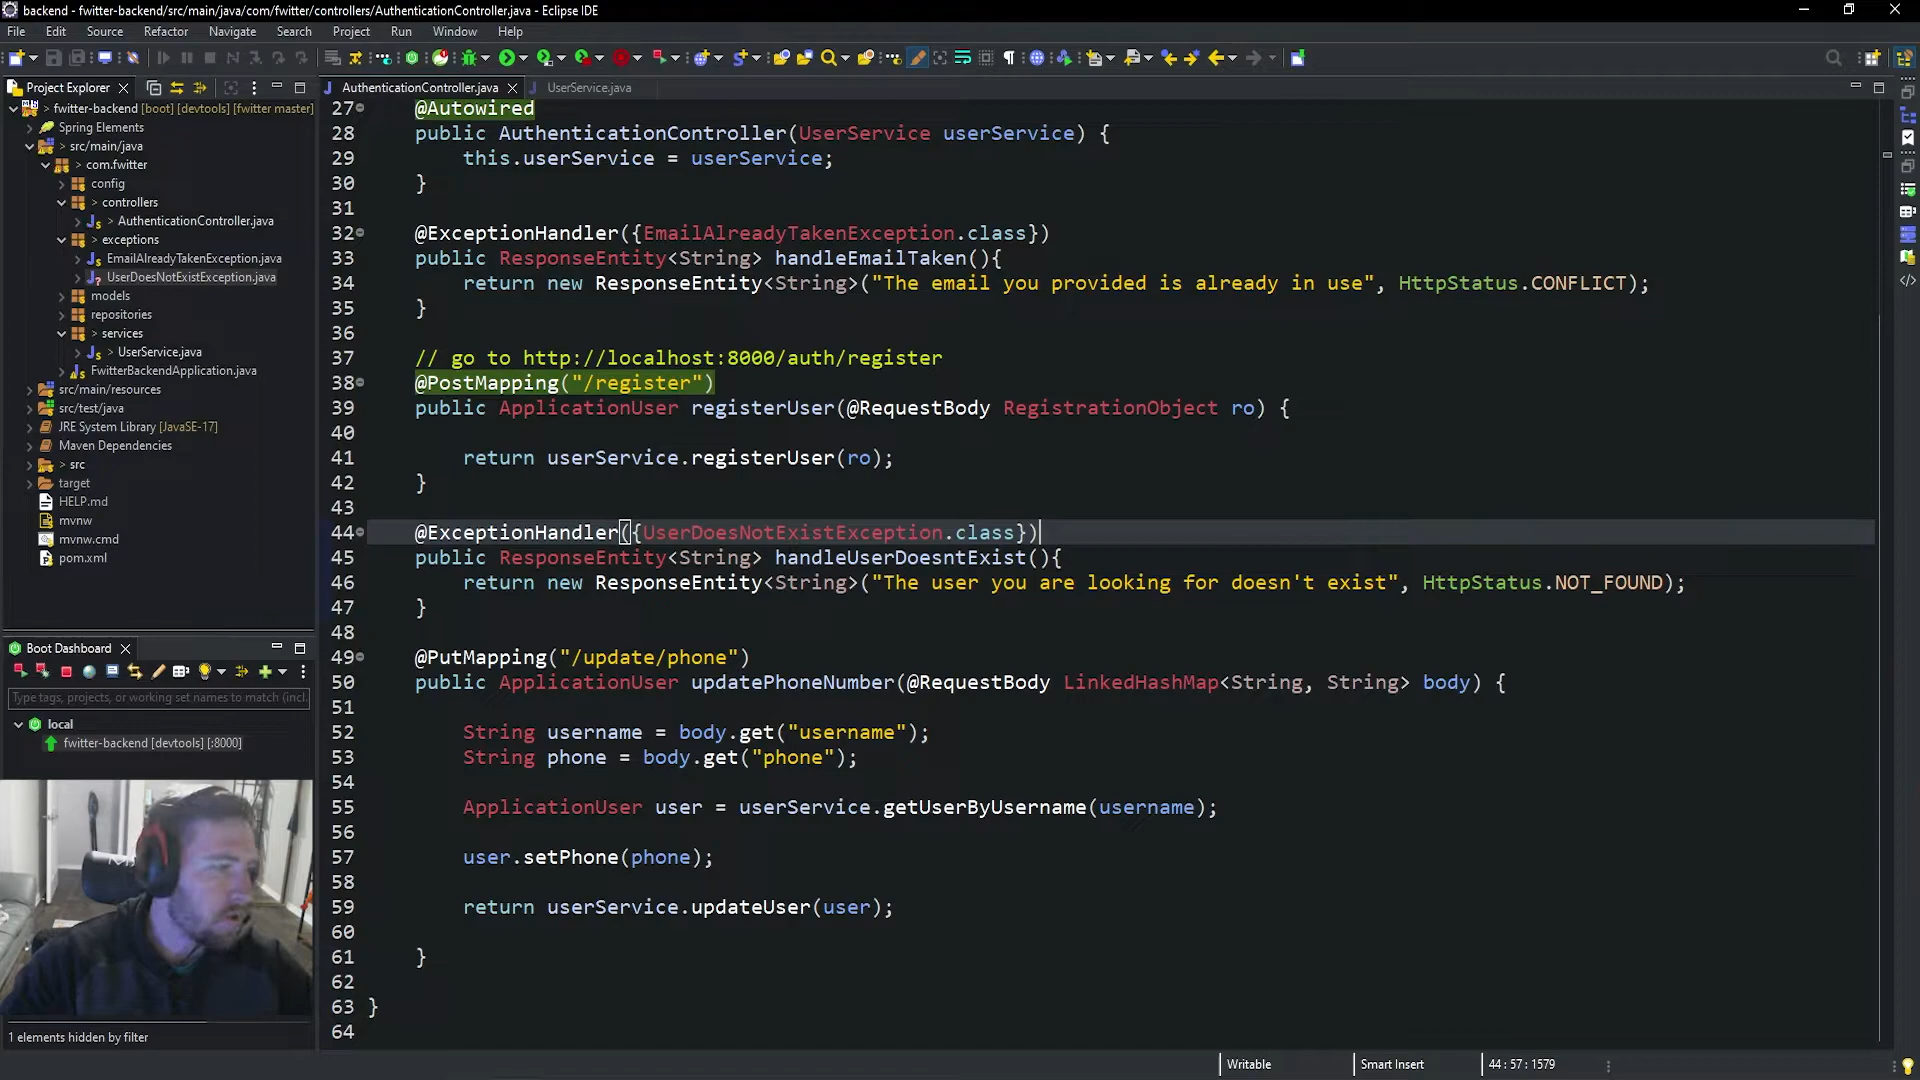 backend - fwitter-backend/src/main/java/com/fwitter/controllers/AuthenticationController.java - Eclipse IDE
File Edit Source Refactor Navigate Search Project Run Window Help
Project Explorer
fwitter-backend [boot] [devtools] [fwitter master]
Spring Elements
src/main/java
com.fwitter
config
controllers
AuthenticationController.java
exceptions
EmailAlreadyTakenException.java
UserDoesNotExistException.java
models
repositories
services
UserService.java
FwitterBackendApplication.java
src/main/resources
src/test/java
JRE System Library [JavaSE-17]
Maven Dependencies
src
target
HELP.md
mvnw
mvnw.cmd
pom.xml
Boot Dashboard
Type tags, projects, or working set names to match (incl.
local
fwitter-backend [devtools] [:8000]
1 elements hidden by filter
AuthenticationController.java UserService.java
27 @Autowired
28 public AuthenticationController(UserService userService) {
29 this.userService = userService;
30 }
31
32 @ExceptionHandler({EmailAlreadyTakenException.class})
33 public ResponseEntity<String> handleEmailTaken(){
34 return new ResponseEntity<String>("The email you provided is already in use", HttpStatus.CONFLICT);
35 }
36
37 // go to http://localhost:8000/auth/register
38 @PostMapping("/register")
39 public ApplicationUser registerUser(@RequestBody RegistrationObject ro) {
40
41 return userService.registerUser(ro);
42 }
43
44 @ExceptionHandler({UserDoesNotExistException.class})
45 public ResponseEntity<String> handleUserDoesntExist(){
46 return new ResponseEntity<String>("The user you are looking for doesn't exist", HttpStatus.NOT_FOUND);
47 }
48
49 @PutMapping("/update/phone")
50 public ApplicationUser updatePhoneNumber(@RequestBody LinkedHashMap<String, String> body) {
51
52 String username = body.get("username");
53 String phone = body.get("phone");
54
55 ApplicationUser user = userService.getUserByUsername(username);
56
57 user.setPhone(phone);
58
59 return userService.updateUser(user);
60
61 }
62
63 }
64
Writable Smart Insert 44 : 57 : 1579